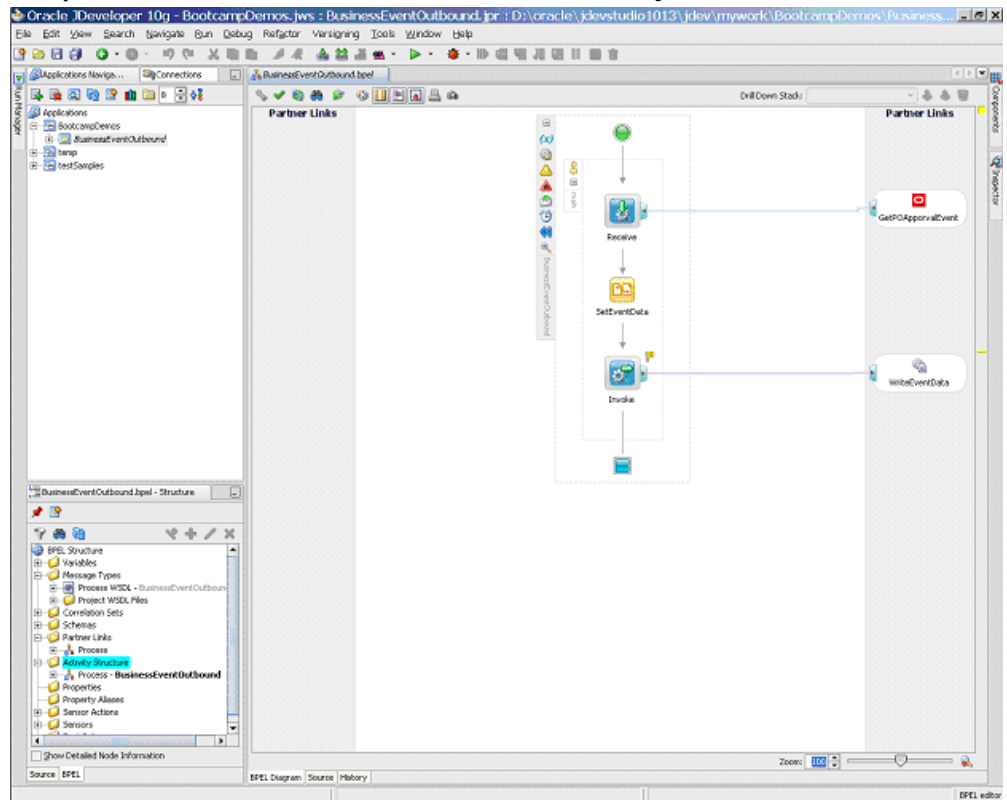 Oracle JDeveloper 10g - BootcampDemos.jws : BusinessEventOutbound.jpr : D:\oracle\jdevstudio1013\jdev\mywork\BootcampDemos\Business...
File Edit View Search Navigate Run Debug Refactor Versioning Tools Window Help
Applications Naviga... Connections
BusinessEventOutbound.bpel
Run Manager
Drill Down Stack:
Components
Inspector
Applications
BootcampDemos
BusinessEventOutbound
temp
testSamples
Partner Links
Partner Links
main
BusinessEventOutbound
Receive
GetPOApporvalEvent
SetEventData
Invoke
WriteEventData
BusinessEventOutbound.bpel - Structure
BPEL Structure
Variables
Message Types
Process WSDL - BusinessEventOutboun
Project WSDL Files
Correlation Sets
Schemas
Partner Links
Process
Activity Structure
Process - BusinessEventOutbound
Properties
Property Aliases
Sensor Actions
Sensors
Show Detailed Node Information
Source BPEL
Zoom: 100
BPEL Diagram Source History
BPEL editor